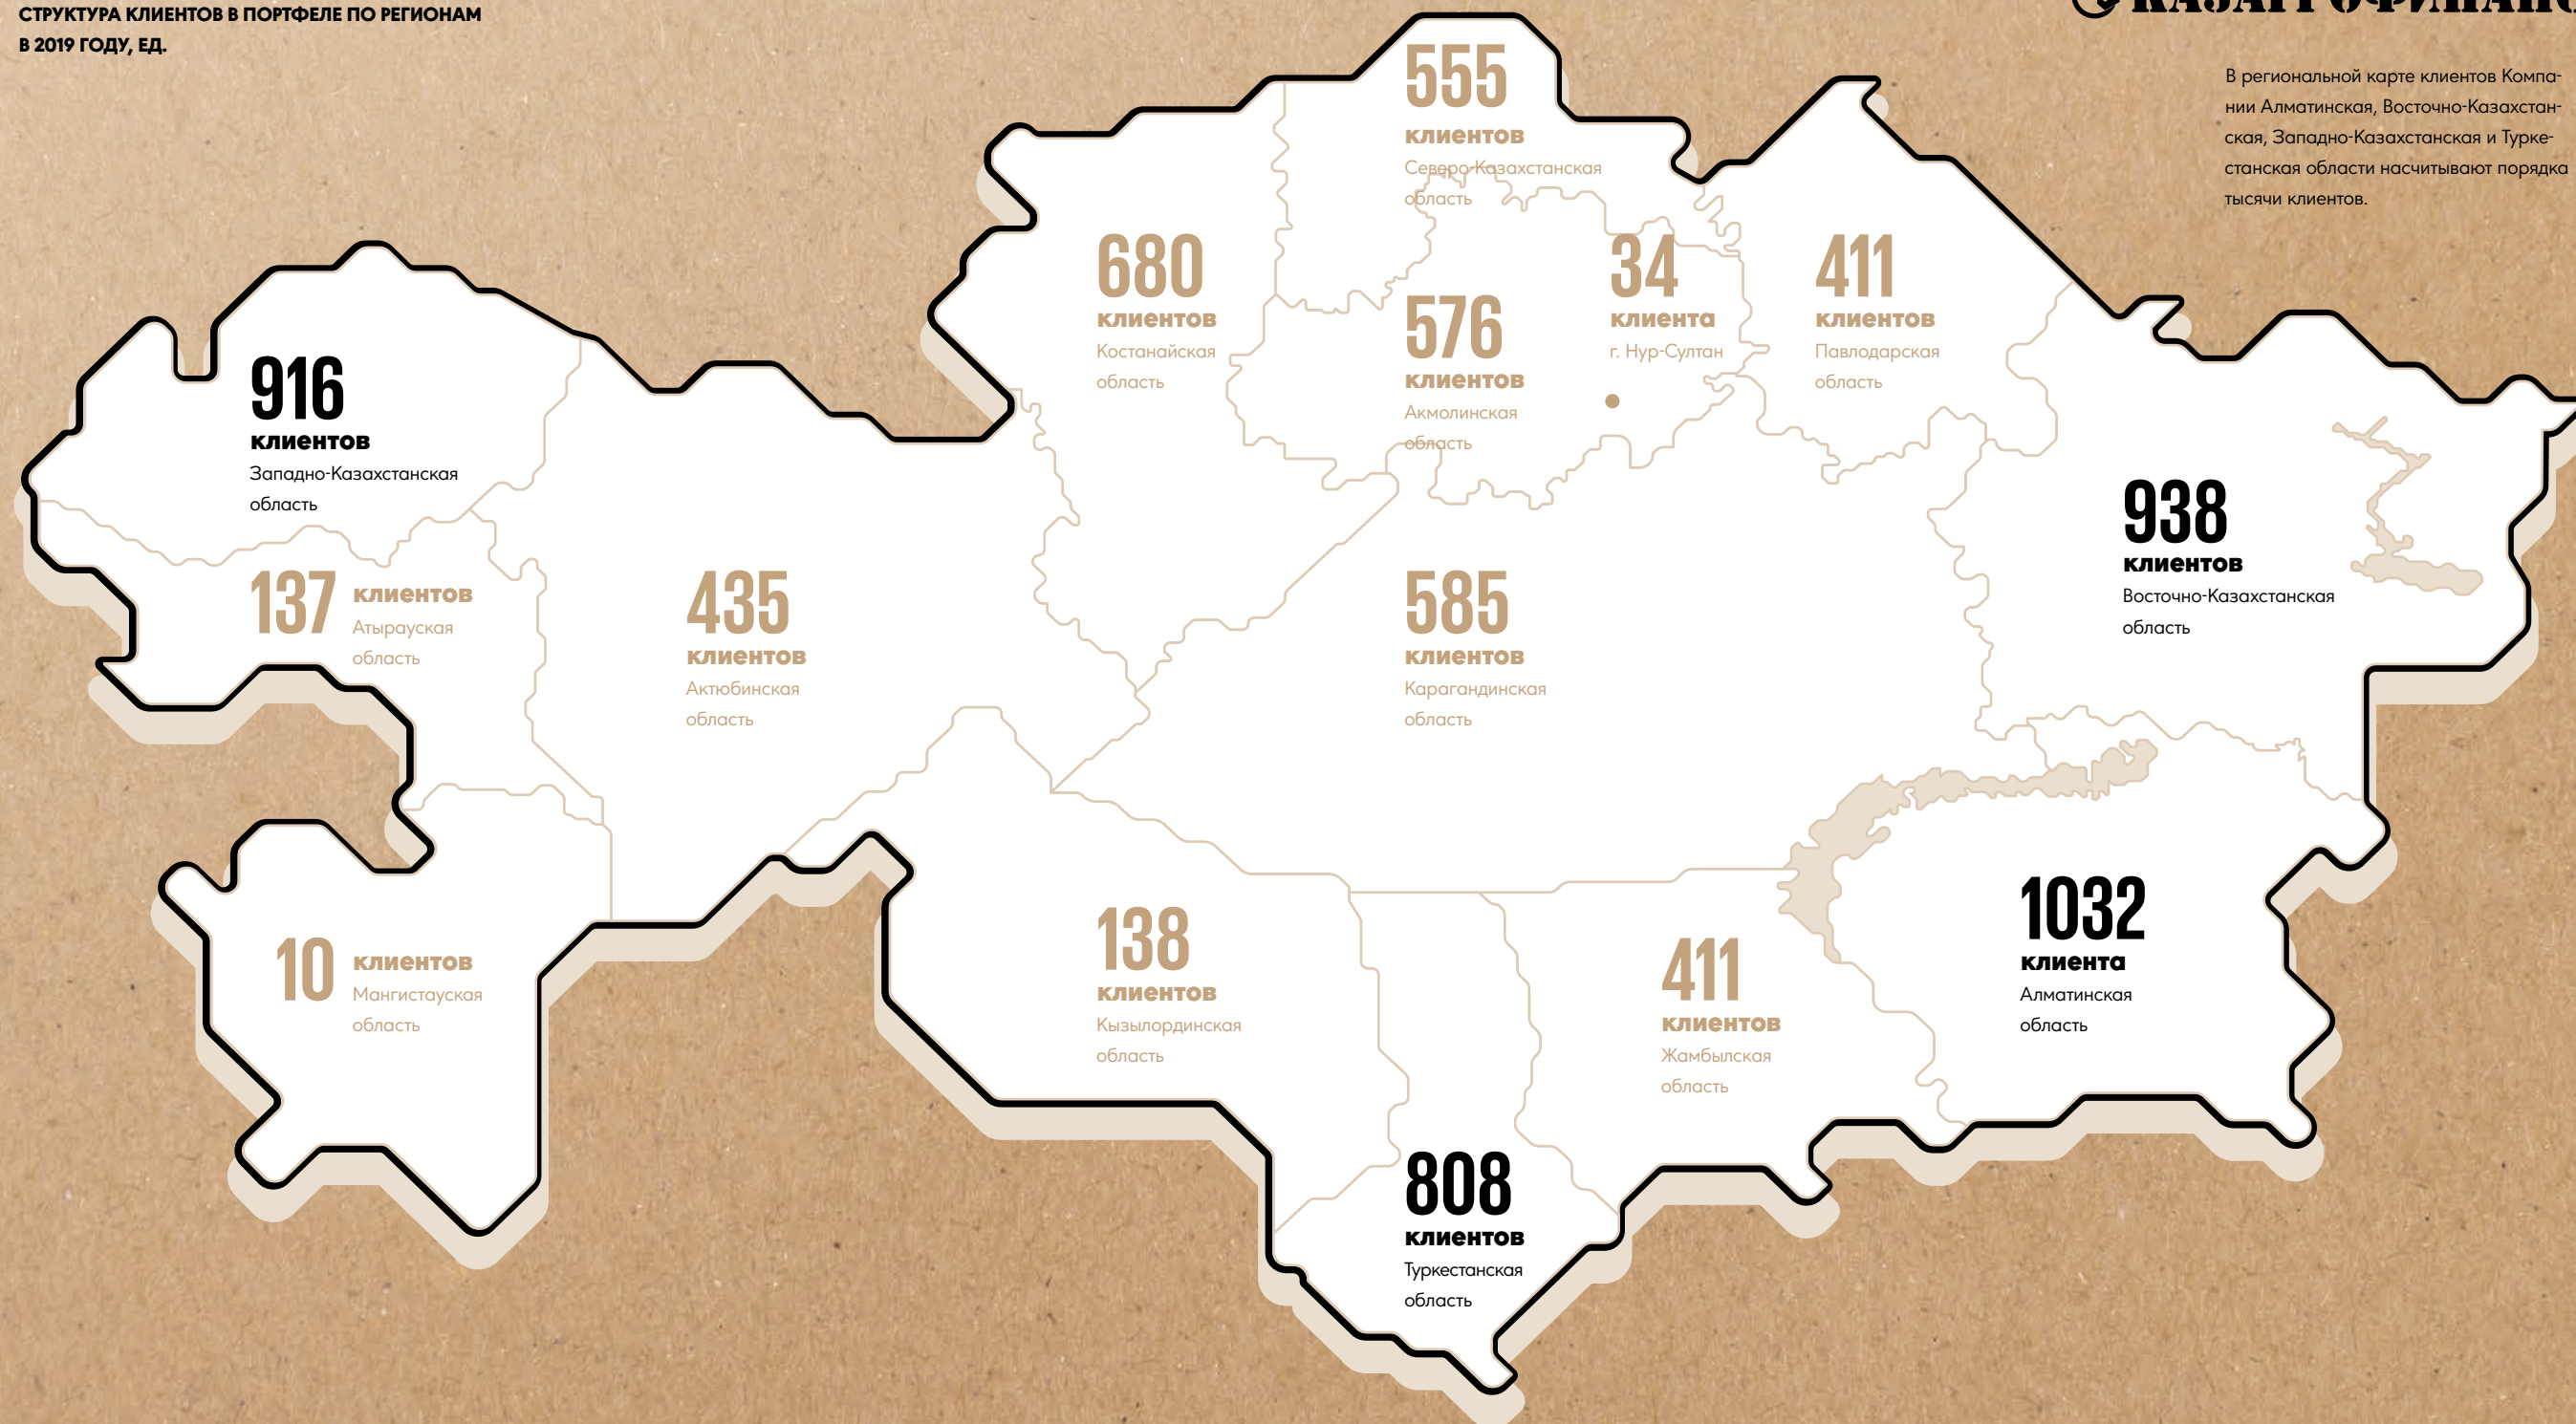 СТРУКТУРА КЛИЕНТОВ В ПОРТФЕЛЕ ПО РЕГИОНАМ
В 2019 ГОДУ, ЕД.
КАЗАГРОФИНАНС
В региональной карте клиентов Компа-
нии Алматинская, Восточно-Казахстан-
ская, Западно-Казахстанская и Турке-
станская области насчитывают порядка
тысячи клиентов.
555
клиентов
Северо-Казахстанская
область
680
клиентов
Костанайская
область
576
клиентов
Акмолинская
область
34
клиента
г. Нур-Султан
411
клиентов
Павлодарская
область
916
клиентов
Западно-Казахстанская
область
938
клиентов
Восточно-Казахстанская
область
137
клиентов
Атырауская
область
435
клиентов
Актюбинская
область
585
клиентов
Карагандинская
область
10
клиентов
Мангистауская
область
138
клиентов
Кызылординская
область
411
клиентов
Жамбылская
область
1032
клиента
Алматинская
область
808
клиентов
Туркестанская
область